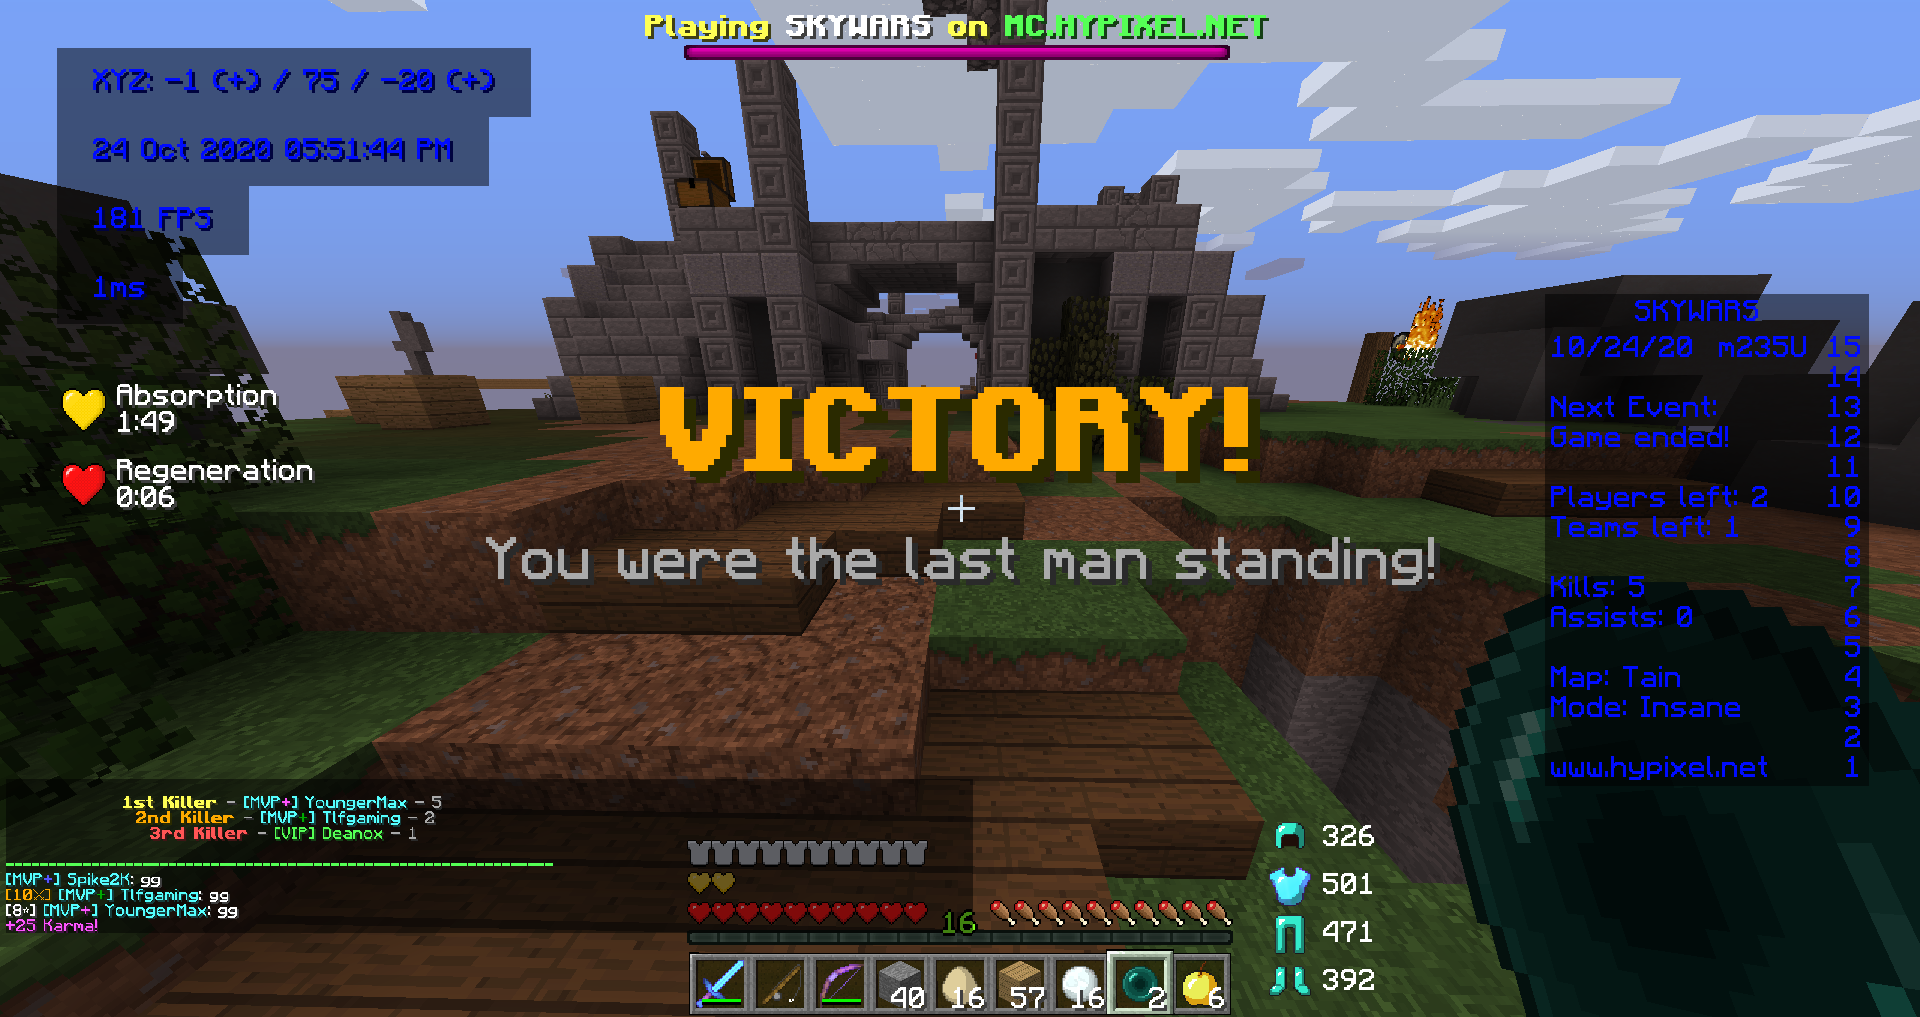 Playing SKYWARS on MC.HYPIXEL.NET
XYZ: -1 (+) / 75 / -20 (+)
24 Oct 2020 05:51:44 PM
181 FPS
1ms
Absorption
1:49
Regeneration
0:06
VICTORY!
You were the last man standing!
SKYWARS
10/24/20 m235U 15
14
Next Event: 13
Game ended! 12
11
Players left: 2 10
Teams left: 1 9
8
Kills: 5 7
Assists: 0 6
5
Map: Tain 4
Mode: Insane 3
2
www.hypixel.net 1
1st Killer - [MVP+] YoungerMax - 5
2nd Killer - [MVP+] Tlfgaming - 2
3rd Killer - [VIP] Deanox - 1
[MVP+] Spike2K: gg
[10%] [MVP+] Tlfgaming: gg
[8*] [MVP+] YoungerMax: gg
+25 Karma!
326
501
471
392
16
40
16
57
16
2
6